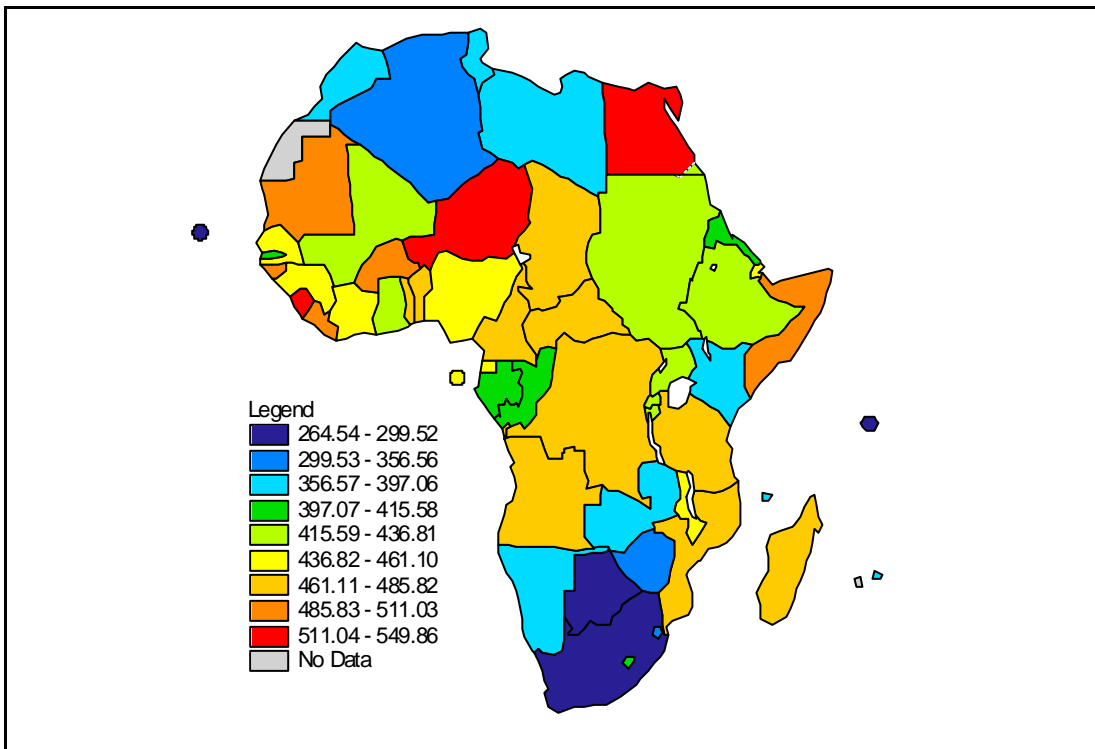 Legend
264.54 - 299.52
299.53 - 356.56
356.57 - 397.06
397.07 - 415.58
415.59 - 436.81
436.82 - 461.10
461.11 - 485.82
485.83 - 511.03
511.04 - 549.86
No Data